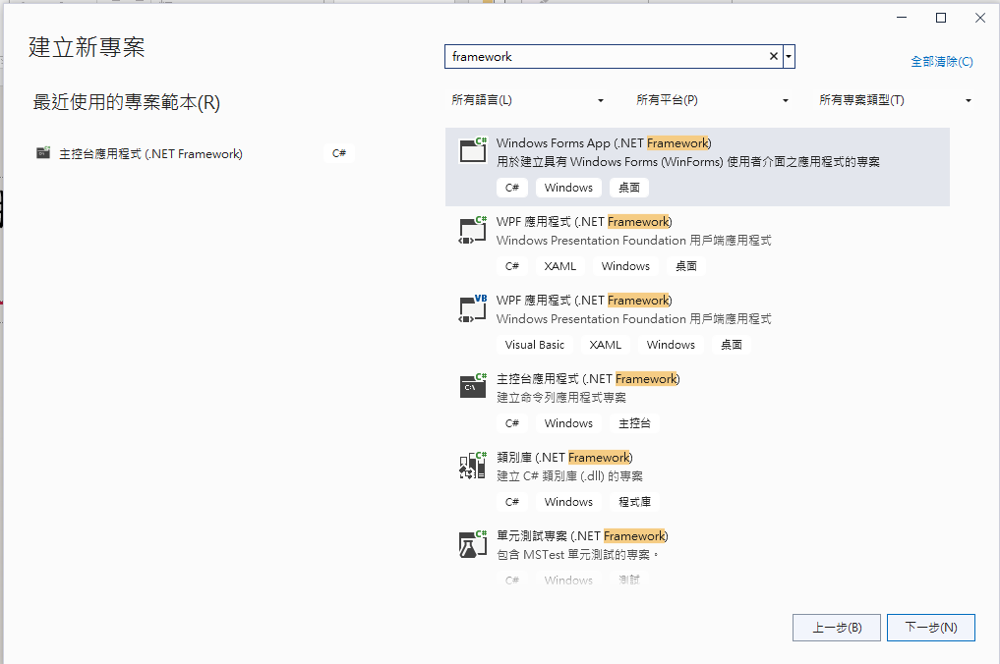 建立新專案
framework
全部清除(C)
最近使用的專案範本(R)
主控台應用程式 (.NET Framework)
C#
所有語言(L)
所有平台(P)
所有專案類型(T)
C#
Windows Forms App (.NET Framework)
用於建立具有 Windows Forms (WinForms) 使用者介面之應用程式的專案
C# Windows 桌面
C#
WPF 應用程式 (.NET Framework)
Windows Presentation Foundation 用戶端應用程式
C# XAML Windows 桌面
VB
WPF 應用程式 (.NET Framework)
Windows Presentation Foundation 用戶端應用程式
Visual Basic XAML Windows 桌面
C#
C:\
主控台應用程式 (.NET Framework)
建立命令列應用程式專案
C# Windows 主控台
C#
類別庫 (.NET Framework)
建立 C# 類別庫 (.dll) 的專案
C# Windows 程式庫
C#
單元測試專案 (.NET Framework)
包含 MSTest 單元測試的專案。
C# Windows 測試
上一步(B)
下一步(N)